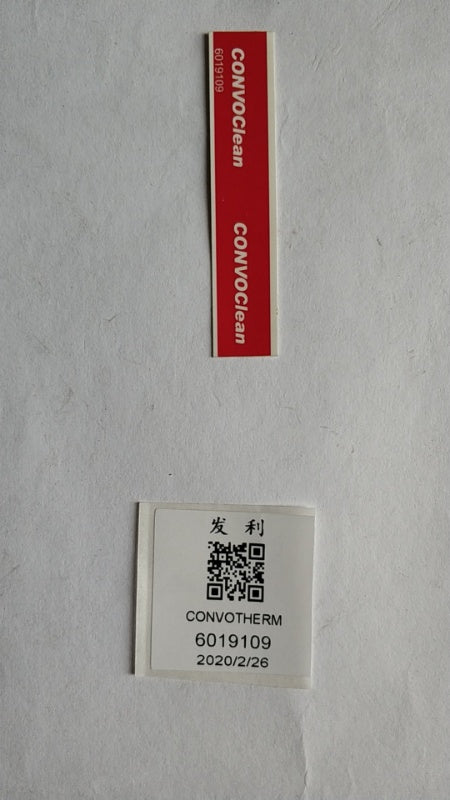 CONVOClean
6019109
CONVOClean
发利
CONVOTHERM
6019109
2020/2/26